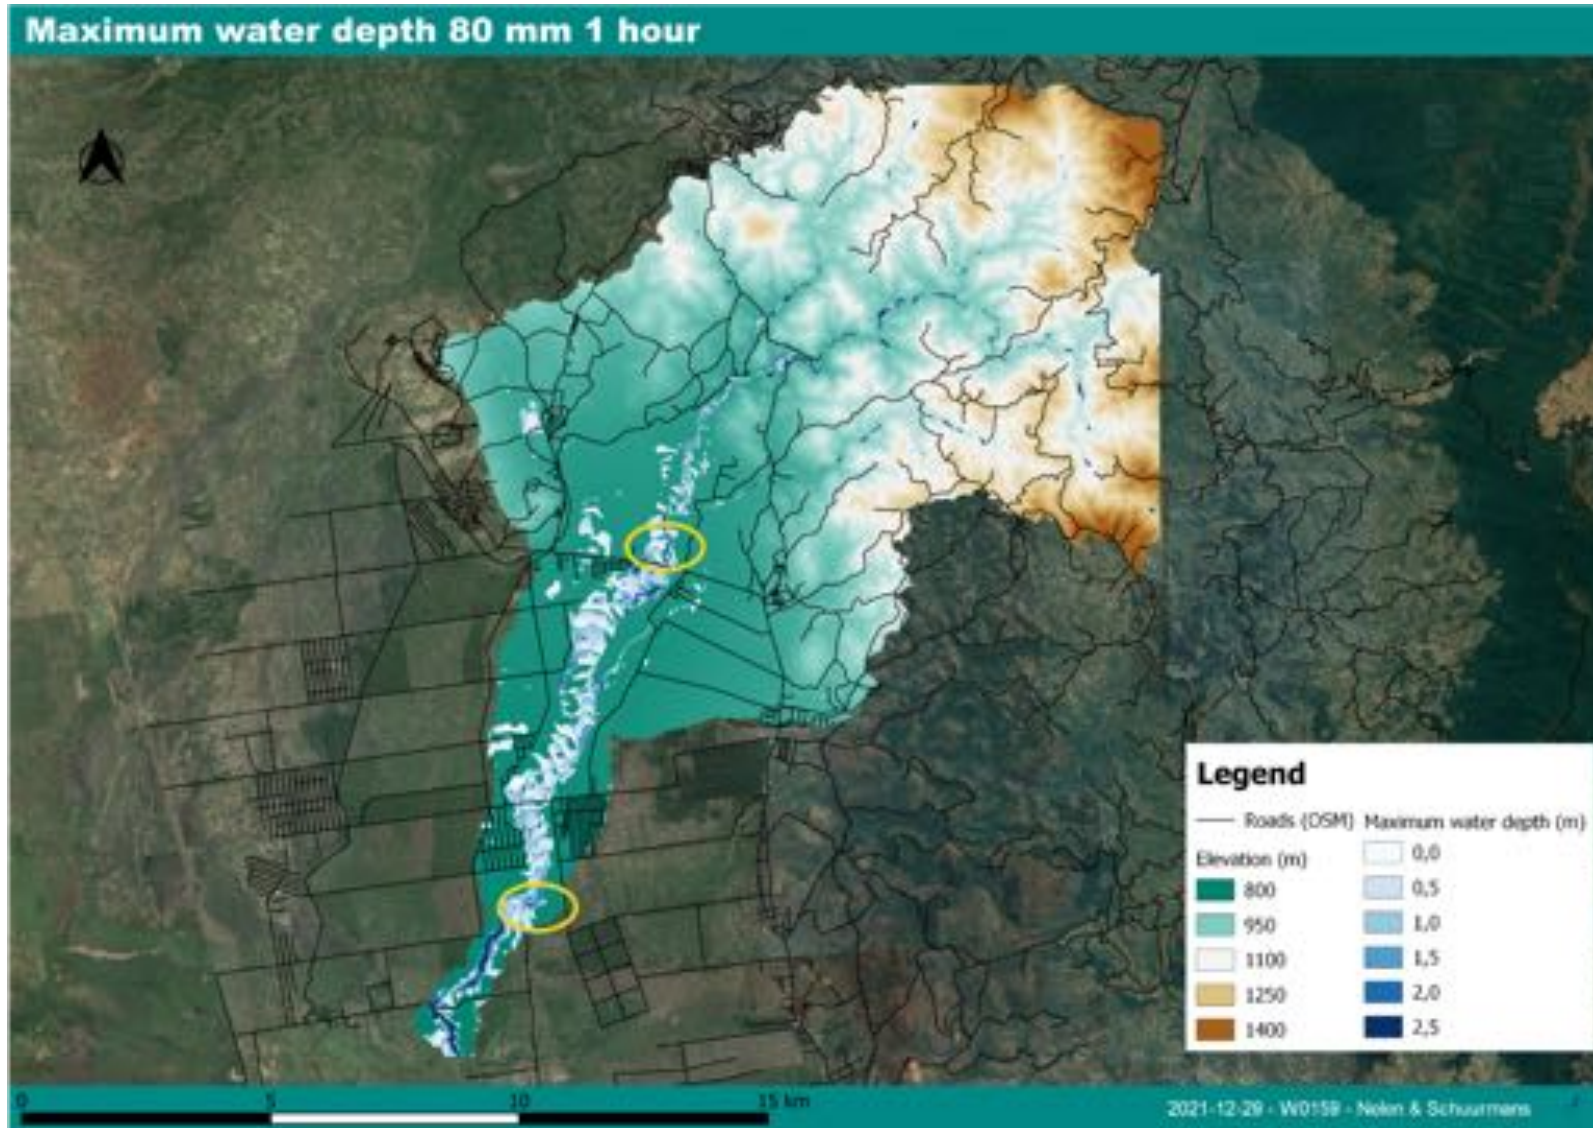 Maximum water depth 80 mm 1 hour
Legend
Roads (OSM)
Elevation (m)
800
950
1100
1250
1400
Maximum water depth (m)
0,0
0,5
1,0
1,5
2,0
2,5
0 5 10 15 km
2021-12-29 - W0159 - Nelen & Schuurmans